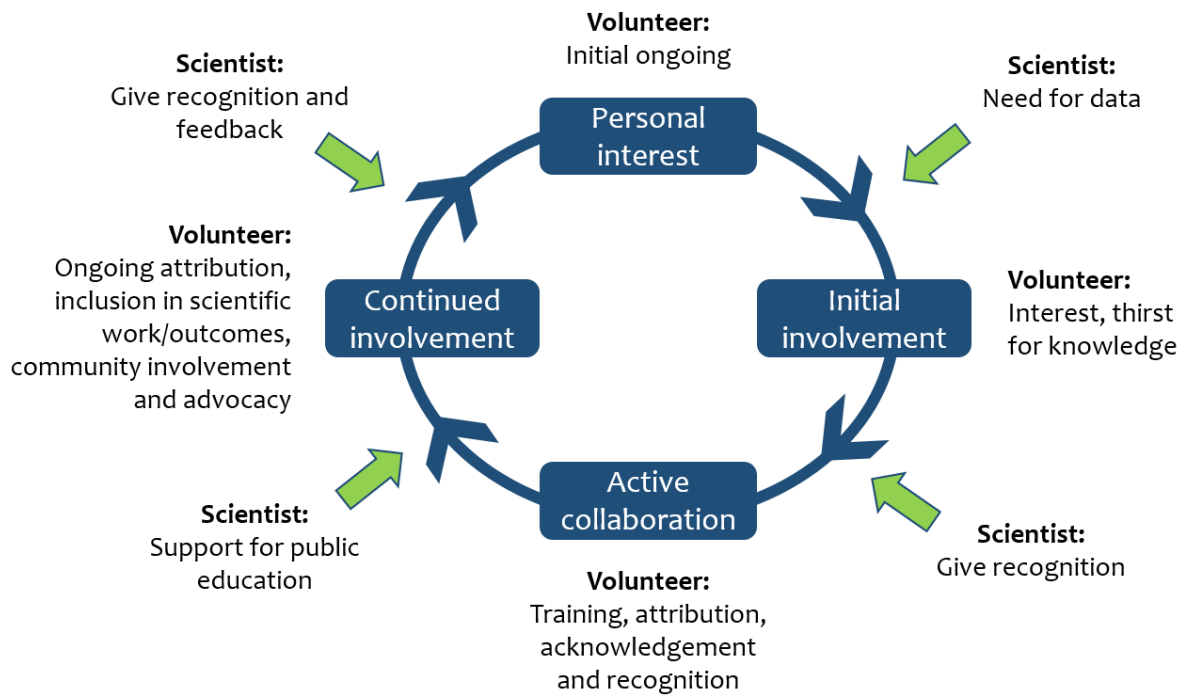 Volunteer:
Initial ongoing
Scientist:
Give recognition and
feedback
Scientist:
Need for data
Personal
interest
Volunteer:
Ongoing attribution,
inclusion in scientific
work/outcomes,
community involvement
and advocacy
Continued
involvement
Initial
involvement
Volunteer:
Interest, thirst
for knowledge
Active
collaboration
Scientist:
Support for public
education
Scientist:
Give recognition
Volunteer:
Training, attribution,
acknowledgement
and recognition